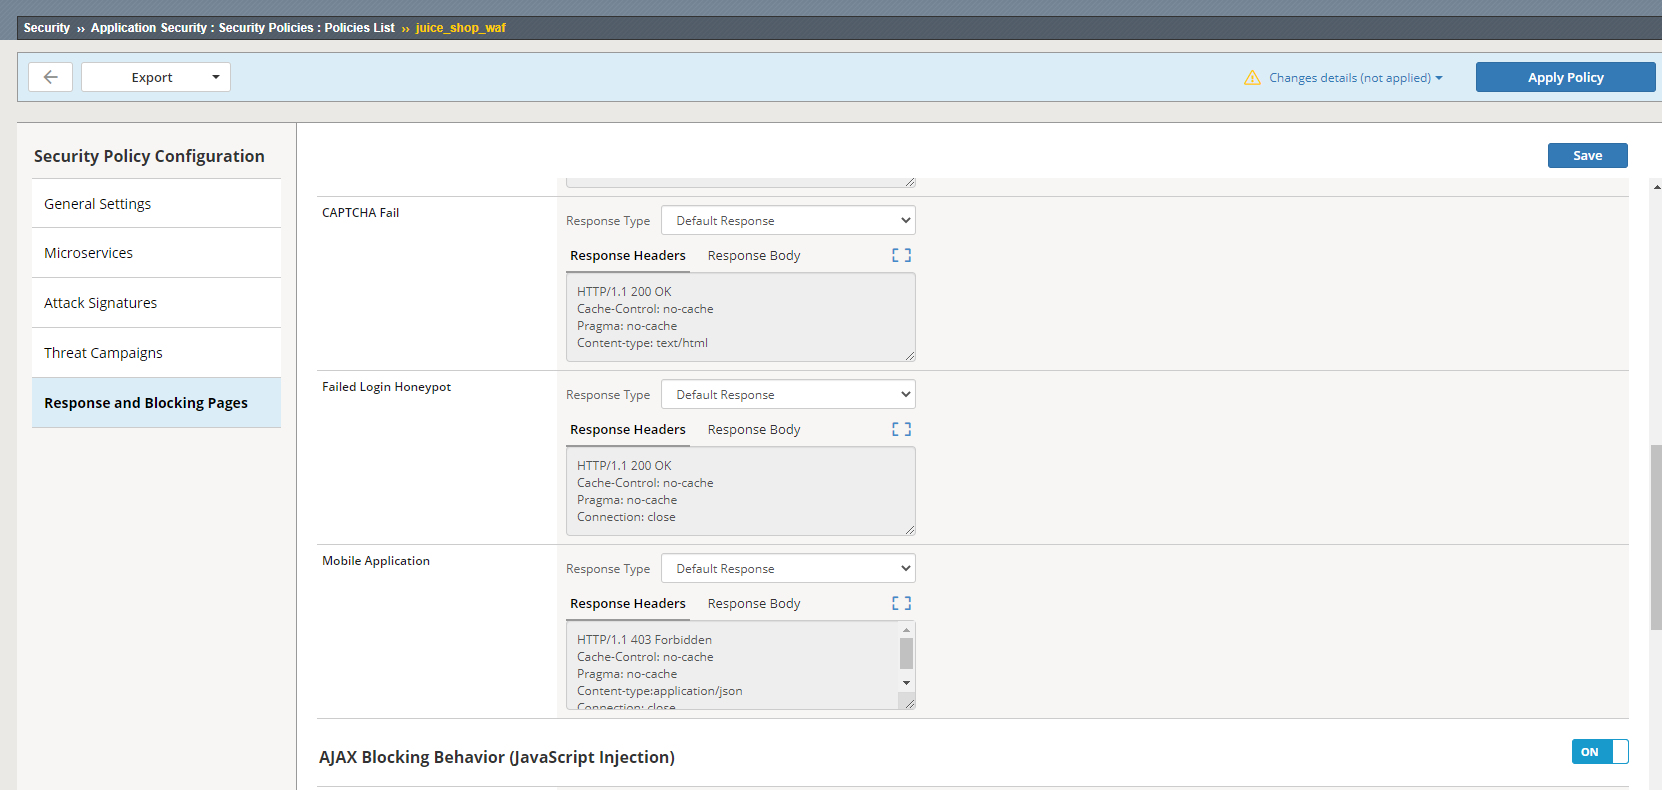 Security ›› Application Security : Security Policies : Policies List ›› juice_shop_waf
Export
Changes details (not applied)
Apply Policy
Security Policy Configuration
General Settings
Microservices
Attack Signatures
Threat Campaigns
Response and Blocking Pages
Save
CAPTCHA Fail
Response Type
Default Response
Response Headers
Response Body
HTTP/1.1 200 OK
Cache-Control: no-cache
Pragma: no-cache
Content-type: text/html
Failed Login Honeypot
Response Type
Default Response
Response Headers
Response Body
HTTP/1.1 200 OK
Cache-Control: no-cache
Pragma: no-cache
Connection: close
Mobile Application
Response Type
Default Response
Response Headers
Response Body
HTTP/1.1 403 Forbidden
Cache-Control: no-cache
Pragma: no-cache
Content-type:application/json
Connection: close
AJAX Blocking Behavior (JavaScript Injection)
ON